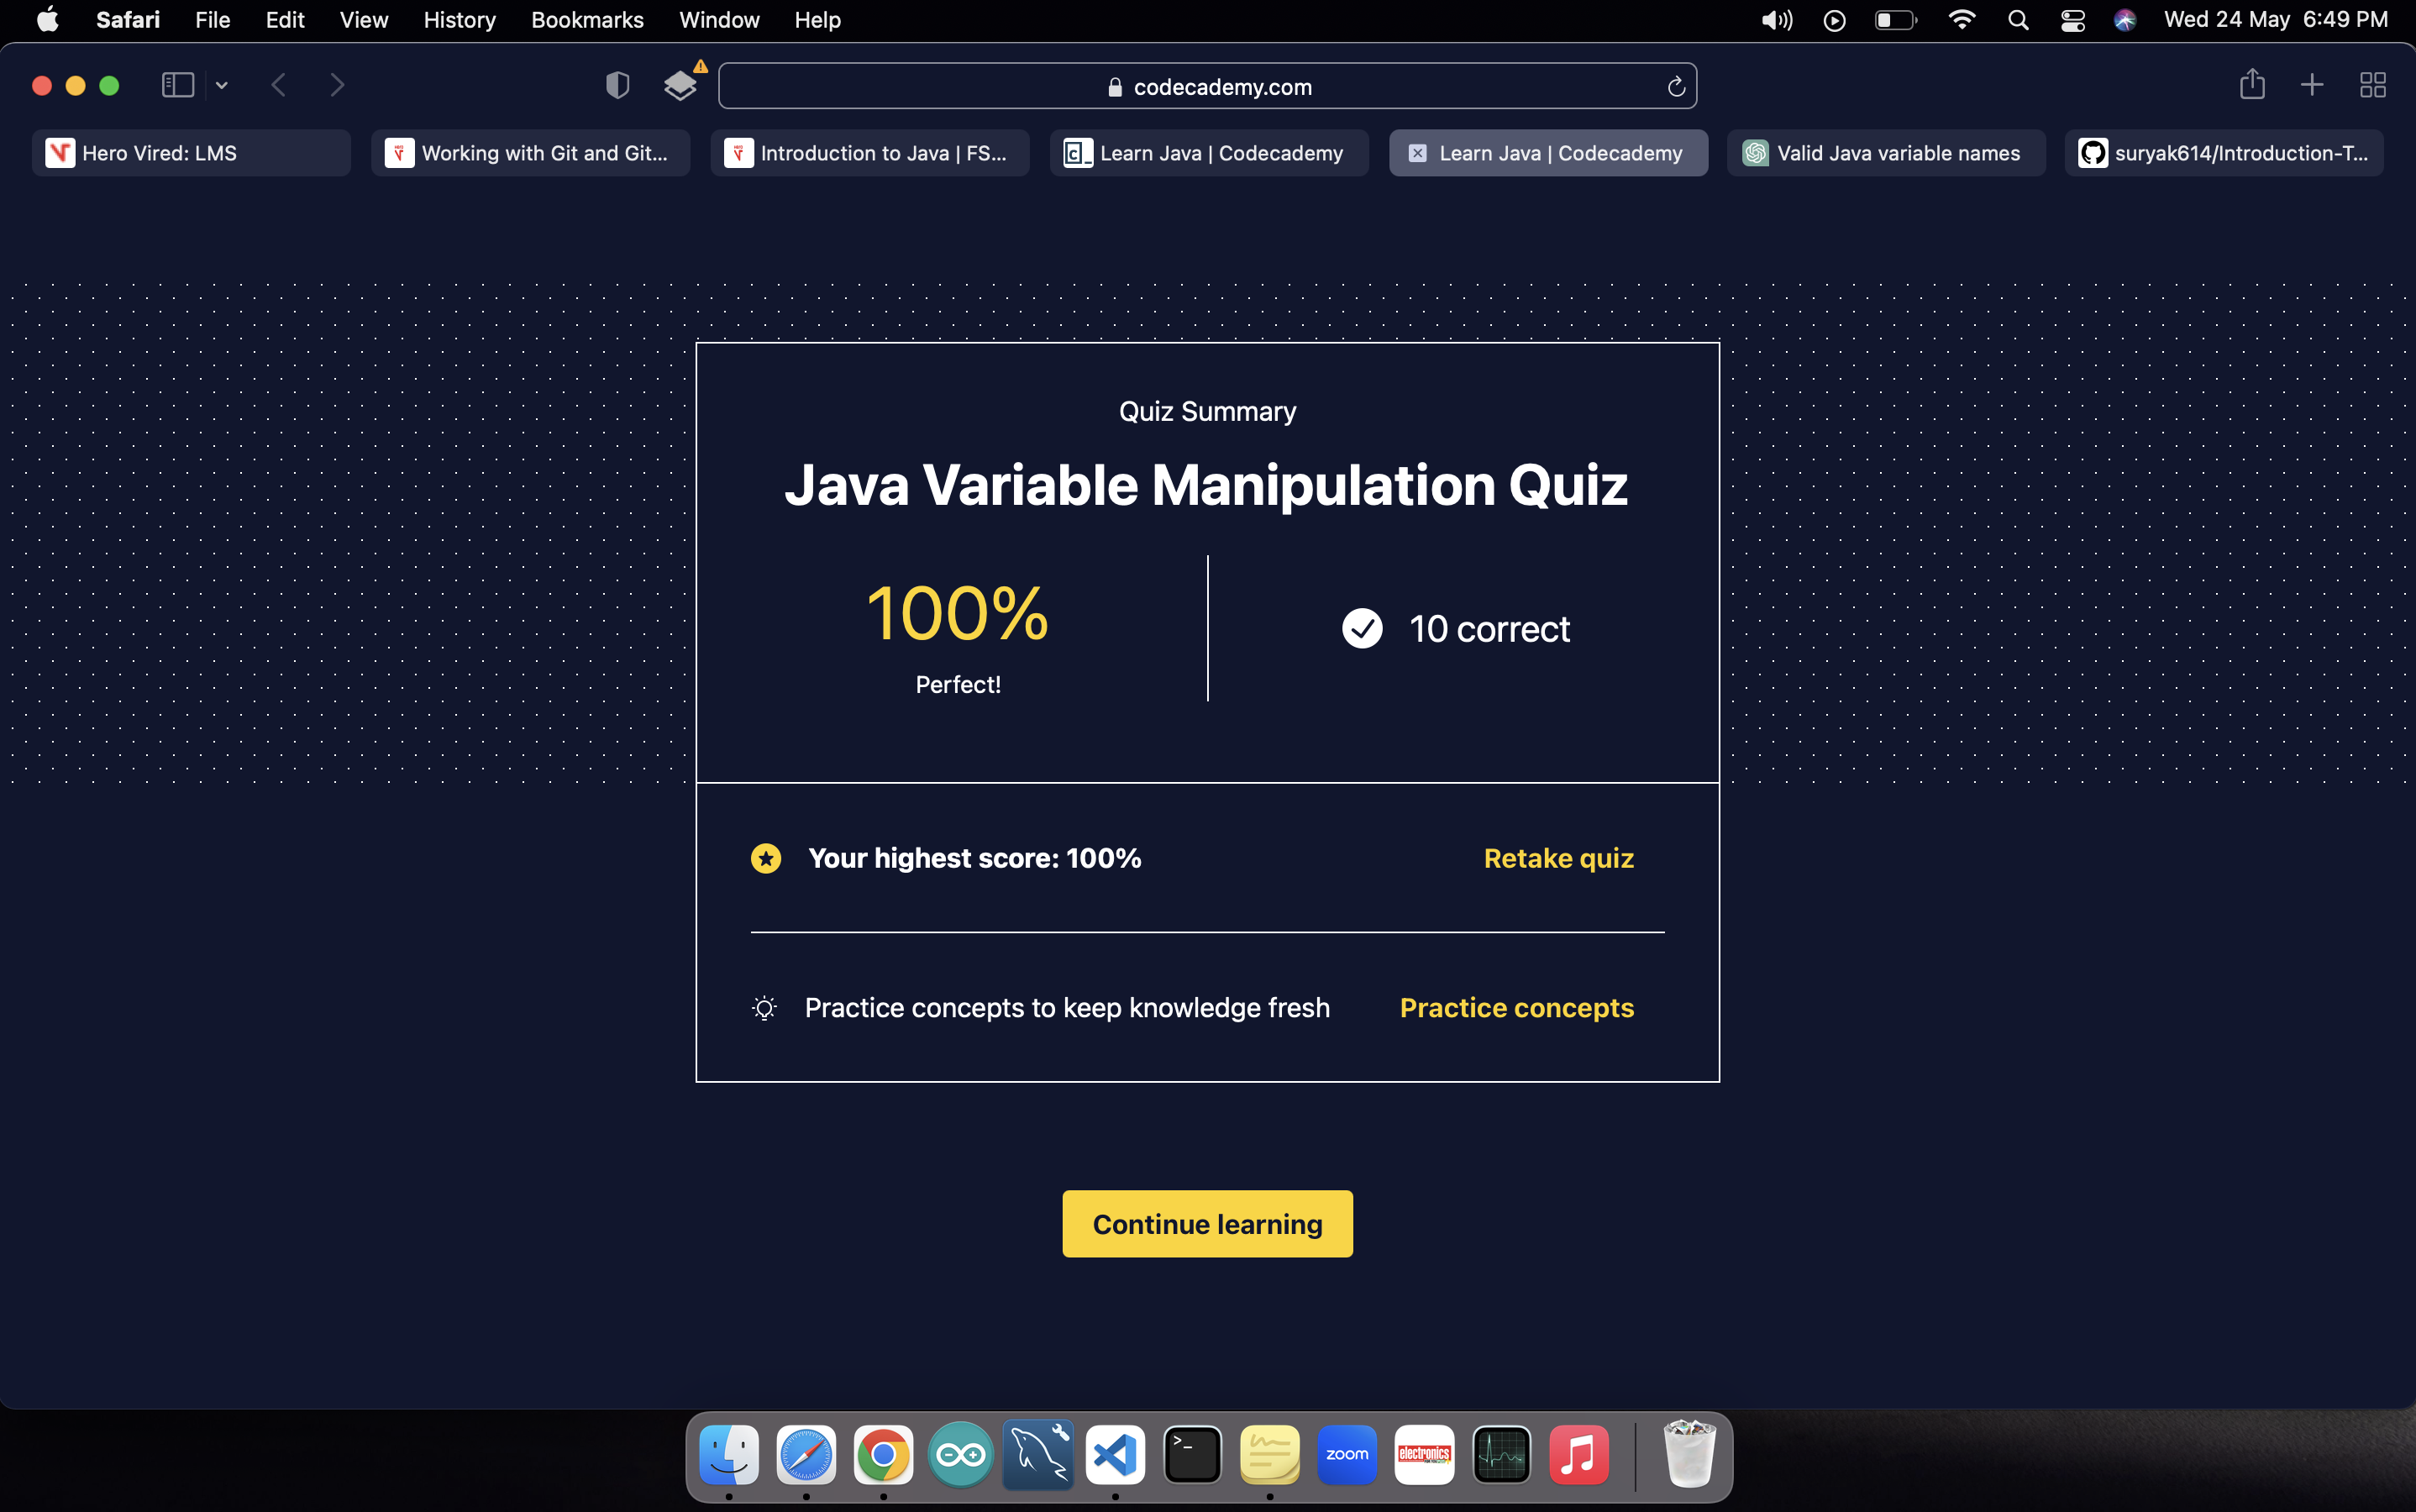 Safari File Edit View History Bookmarks Window Help Wed 24 May 6:49 PM
codecademy.com
Hero Vired: LMS Working with Git and Git... Introduction to Java | FS... Learn Java | Codecademy Learn Java | Codecademy Valid Java variable names suryak614/Introduction-T...
Quiz Summary
Java Variable Manipulation Quiz
100%
Perfect!
10 correct
Your highest score: 100% Retake quiz
Practice concepts to keep knowledge fresh Practice concepts
Continue learning
zoom
electronics